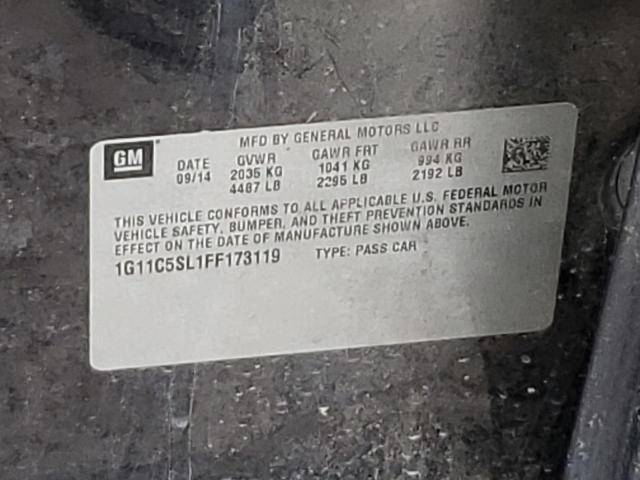 GM
MFD BY GENERAL MOTORS LLC
DATE GVWR GAWR FRT GAWR RR
09/14 2035 KG 1041 KG 994 KG
4487 LB 2295 LB 2192 LB
THIS VEHICLE CONFORMS TO ALL APPLICABLE U.S. FEDERAL MOTOR
VEHICLE SAFETY, BUMPER, AND THEFT PREVENTION STANDARDS IN
EFFECT ON THE DATE OF MANUFACTURE SHOWN ABOVE.
1G11C5SL1FF173119 TYPE: PASS CAR